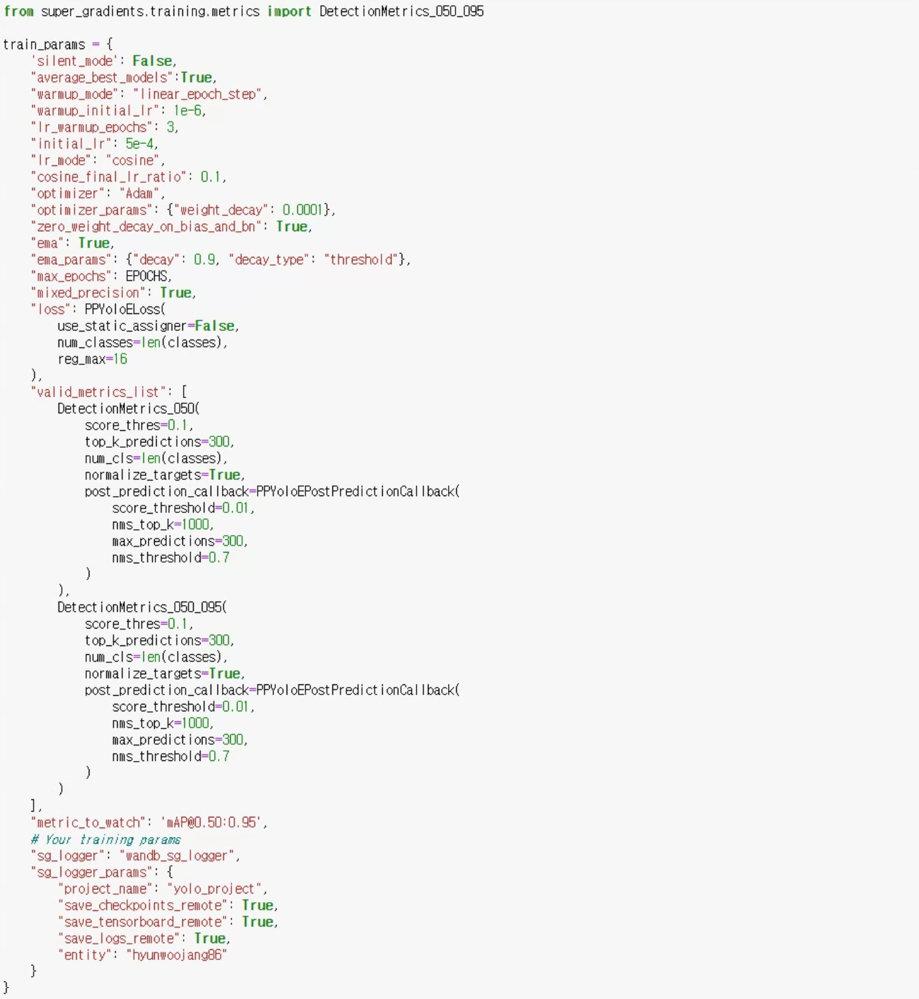 from super_gradients.training.metrics import DetectionMetrics_050_095

train_params = {
    'silent_mode': False,
    "average_best_models":True,
    "warmup_mode": "linear_epoch_step",
    "warmup_initial_lr": 1e-6,
    "lr_warmup_epochs": 3,
    "initial_lr": 5e-4,
    "lr_mode": "cosine",
    "cosine_final_lr_ratio": 0.1,
    "optimizer": "Adam",
    "optimizer_params": {"weight_decay": 0.0001},
    "zero_weight_decay_on_bias_and_bn": True,
    "ema": True,
    "ema_params": {"decay": 0.9, "decay_type": "threshold"},
    "max_epochs": EPOCHS,
    "mixed_precision": True,
    "loss": PPYoloELoss(
        use_static_assigner=False,
        num_classes=len(classes),
        reg_max=16
    ),
    "valid_metrics_list": [
        DetectionMetrics_050(
            score_thres=0.1,
            top_k_predictions=300,
            num_cls=len(classes),
            normalize_targets=True,
            post_prediction_callback=PPYoloEPostPredictionCallback(
                score_threshold=0.01,
                nms_top_k=1000,
                max_predictions=300,
                nms_threshold=0.7
            )
        ),
        DetectionMetrics_050_095(
            score_thres=0.1,
            top_k_predictions=300,
            num_cls=len(classes),
            normalize_targets=True,
            post_prediction_callback=PPYoloEPostPredictionCallback(
                score_threshold=0.01,
                nms_top_k=1000,
                max_predictions=300,
                nms_threshold=0.7
            )
        )
    ],
    "metric_to_watch": 'mAP@0.50:0.95',
    # Your training params
    "sg_logger": "wandb_sg_logger",
    "sg_logger_params": {
        "project_name": "yolo_project",
        "save_checkpoints_remote": True,
        "save_tensorboard_remote": True,
        "save_logs_remote": True,
        "entity": "hyunwoojang86"
    }
}